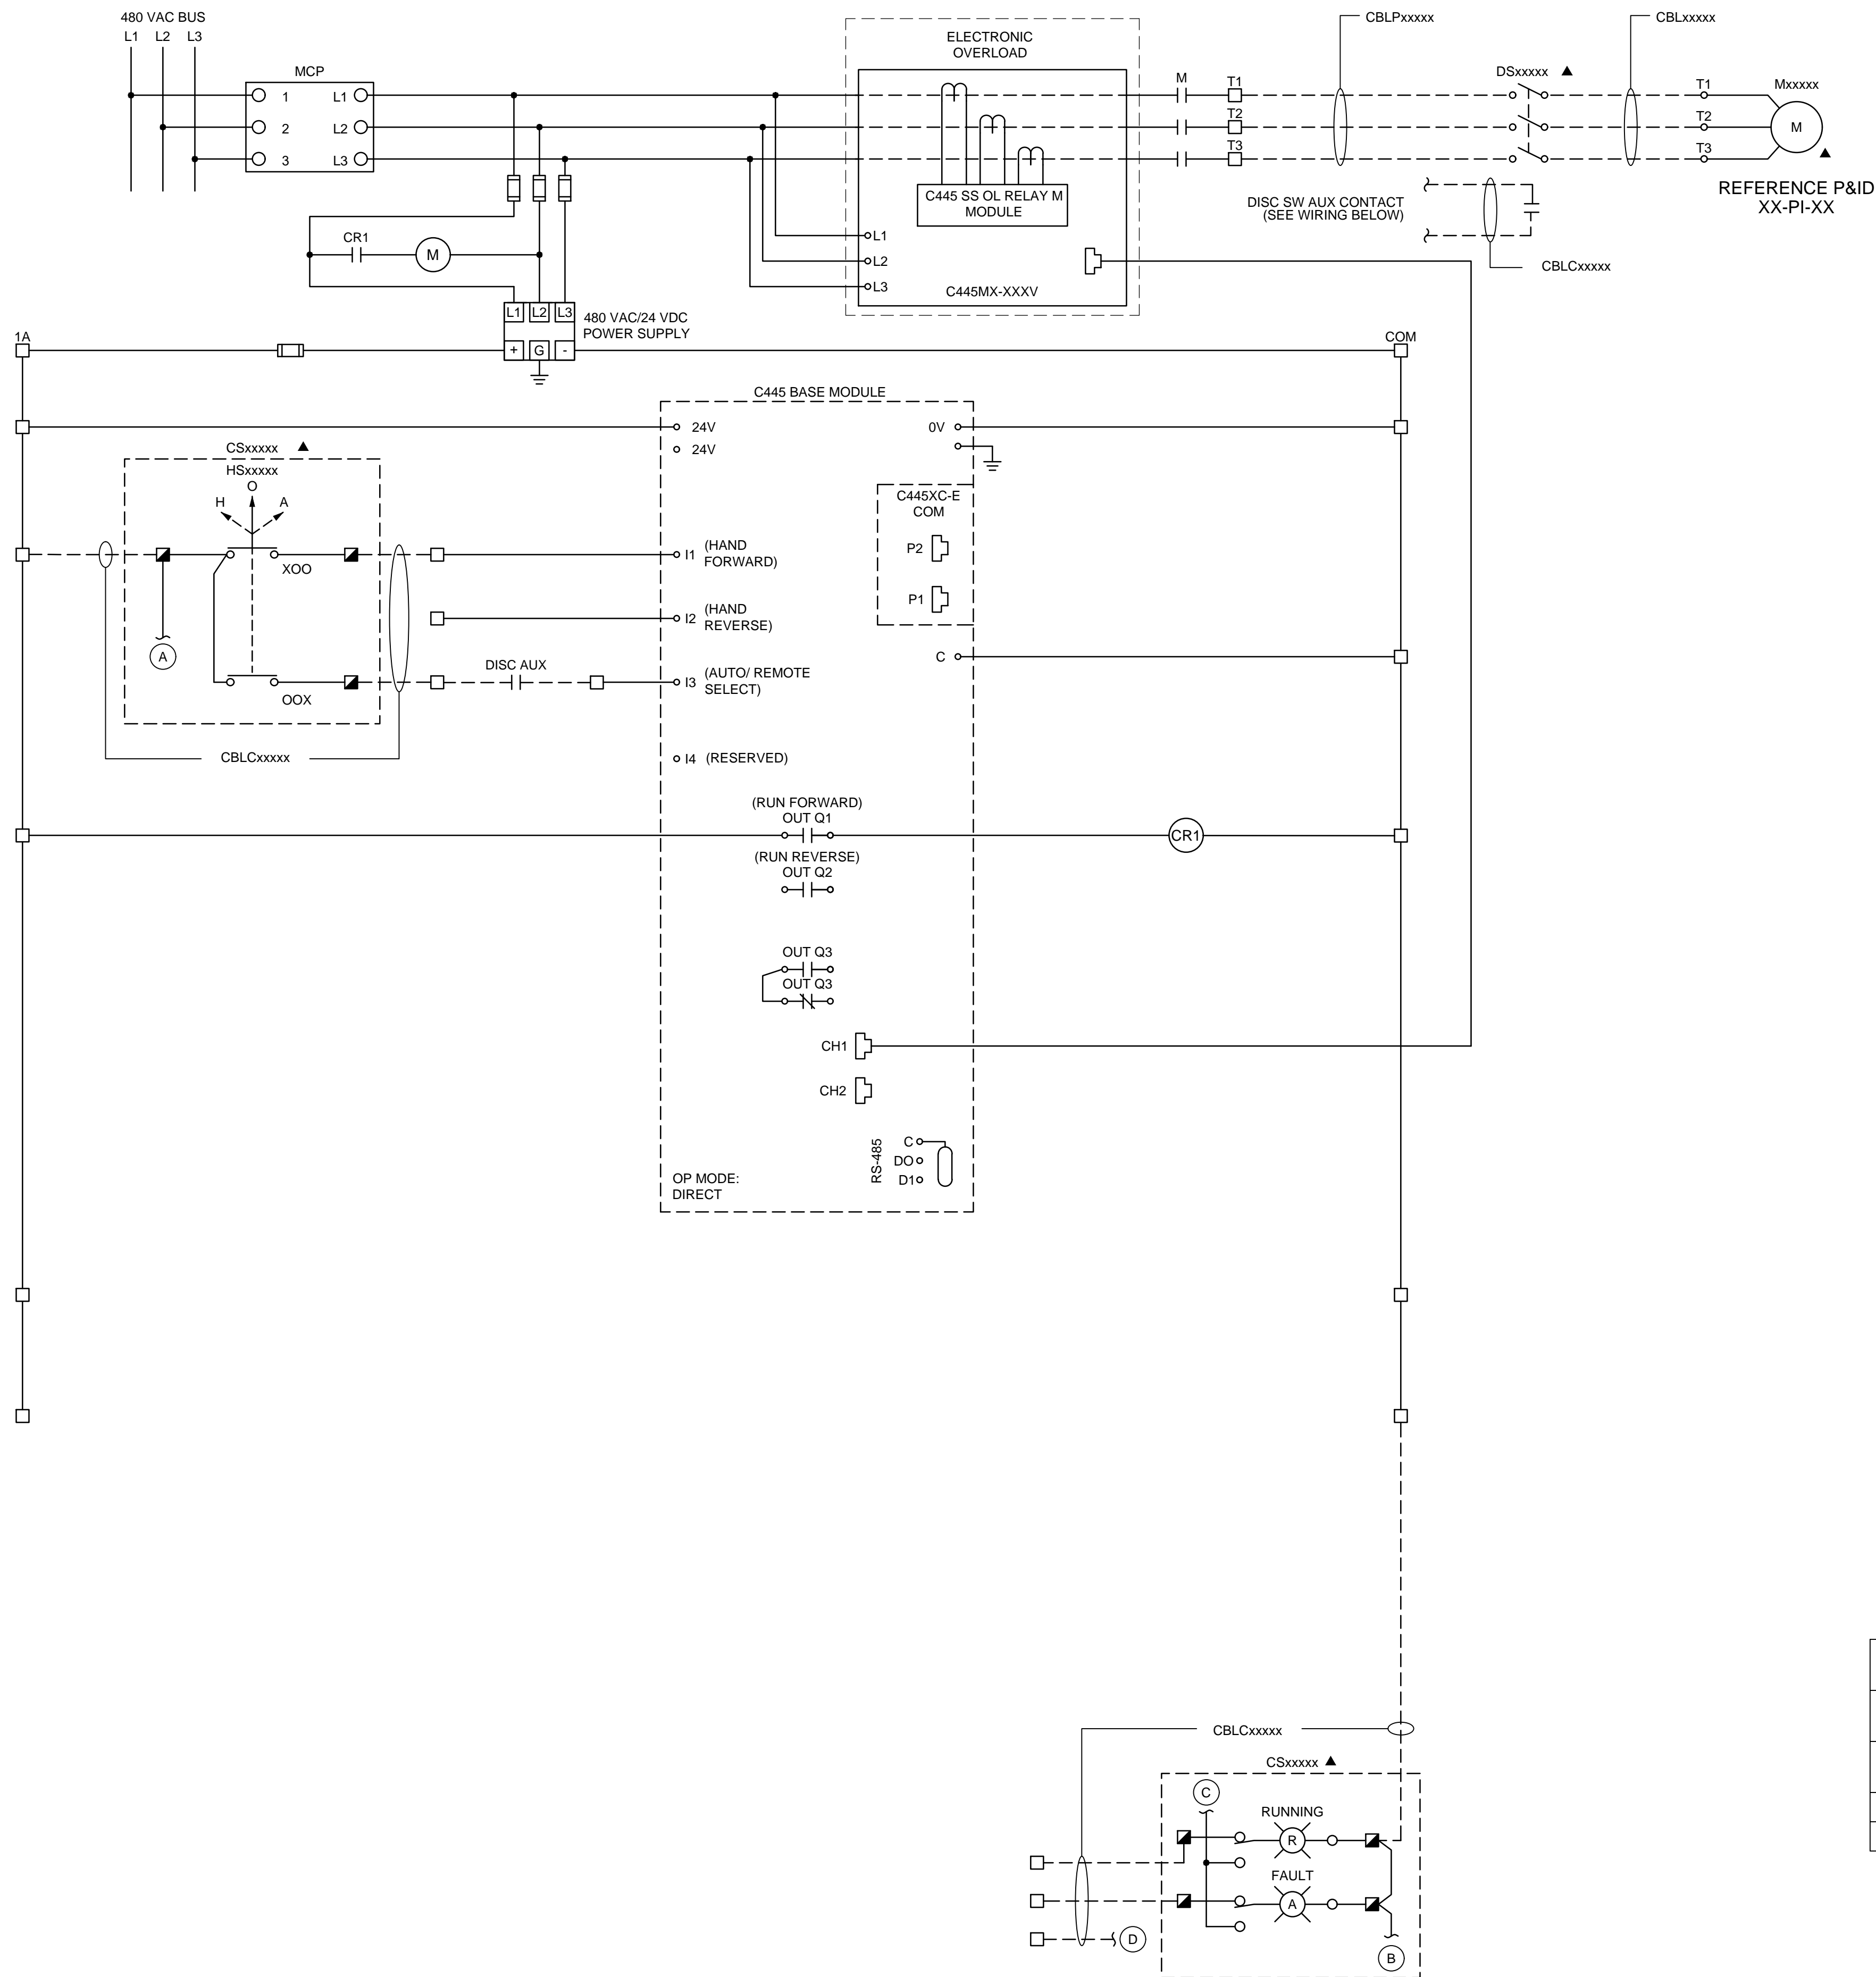 480 VAC BUS
L1 L2 L3
MCP
1 L1
2 L2
3 L3
ELECTRONIC
OVERLOAD
C445 SS OL RELAY M
MODULE
L1
L2
L3
C445MX-XXXV
M
T1
T2
T3
CBLPxxxxx
DSxxxxx
CBLxxxxx
T1
T2
T3
Mxxxxx
M
REFERENCE P&ID
XX-PI-XX
DISC SW AUX CONTACT
(SEE WIRING BELOW)
CBLCxxxxx
CR1
M
L1 L2 L3
+ G -
480 VAC/24 VDC
POWER SUPPLY
1A
COM
C445 BASE MODULE
24V
24V
0V
CSxxxxx
HSxxxxx
H O A
XOO
A
OOX
CBLCxxxxx
DISC AUX
C445XC-E
COM
P2
P1
C
I1 (HAND
FORWARD)
I2 (HAND
REVERSE)
I3 (AUTO/ REMOTE
SELECT)
I4 (RESERVED)
(RUN FORWARD)
OUT Q1
CR1
(RUN REVERSE)
OUT Q2
OUT Q3
OUT Q3
CH1
CH2
RS-485
C
DO
D1
OP MODE:
DIRECT
CBLCxxxxx
CSxxxxx
C
RUNNING
R
FAULT
A
D
B